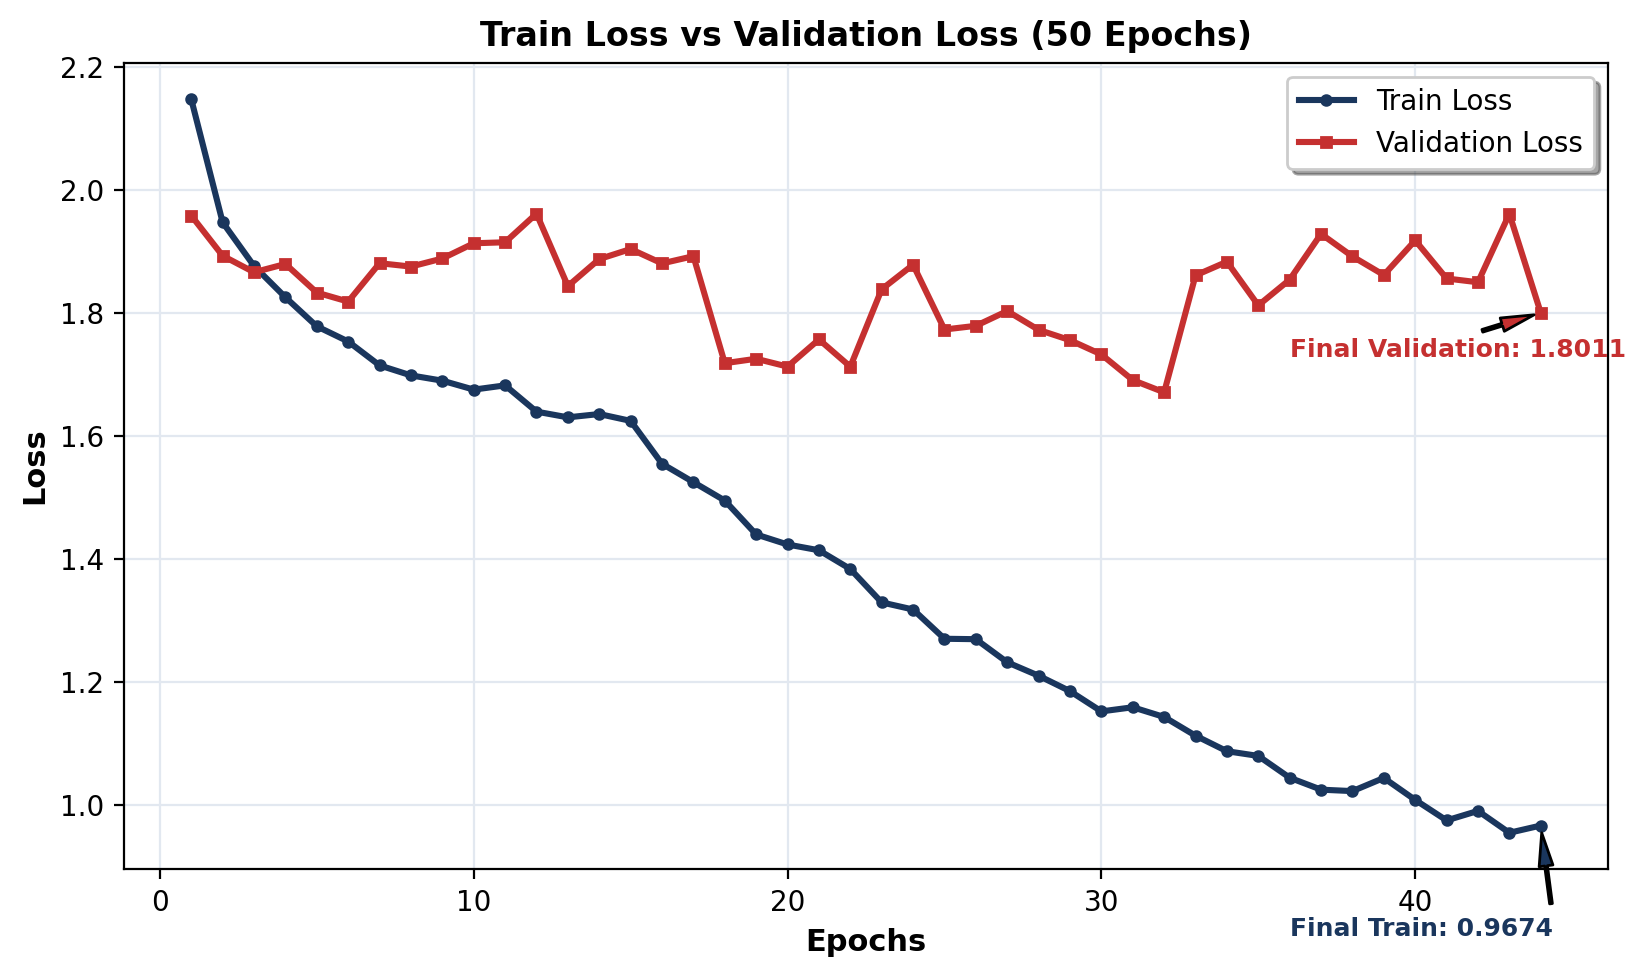 Train Loss vs Validation Loss (50 Epochs)
2.2
2.0
1.8
1.6
1.4
1.2
1.0
Loss
Train Loss
Validation Loss
Final Validation: 1.8011
0
10
20
30
40
Final Train: 0.9674
Epochs